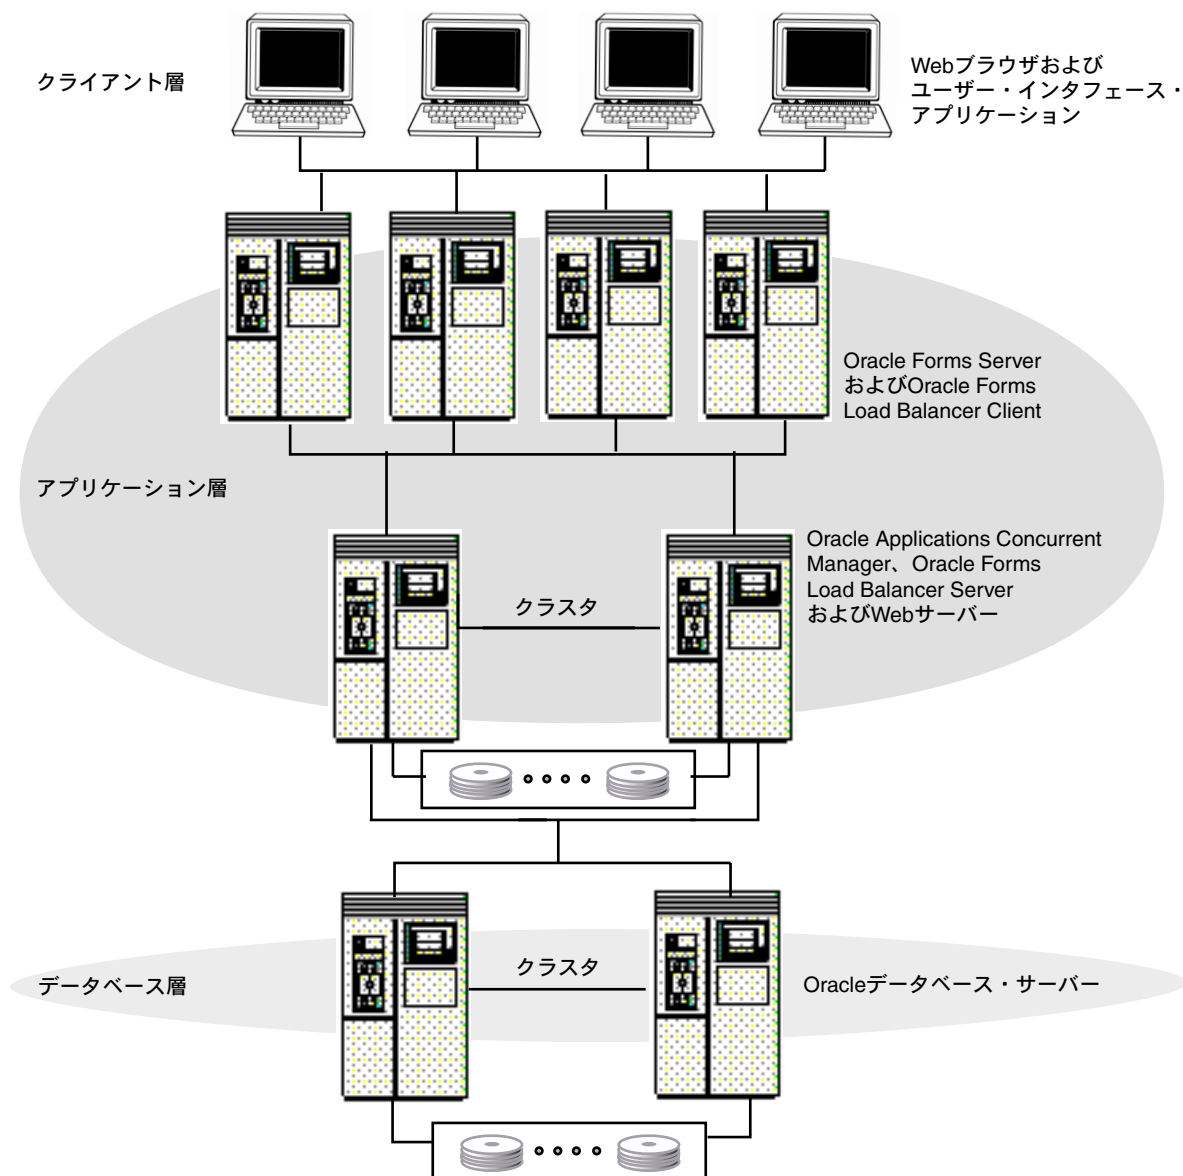 クライアント層
Webブラウザおよび
ユーザー・インタフェース・
アプリケーション
Oracle Forms Server
およびOracle Forms
Load Balancer Client
アプリケーション層
Oracle Applications Concurrent
Manager、Oracle Forms
Load Balancer Server
およびWebサーバー
クラスタ
データベース層
クラスタ
Oracleデータベース・サーバー